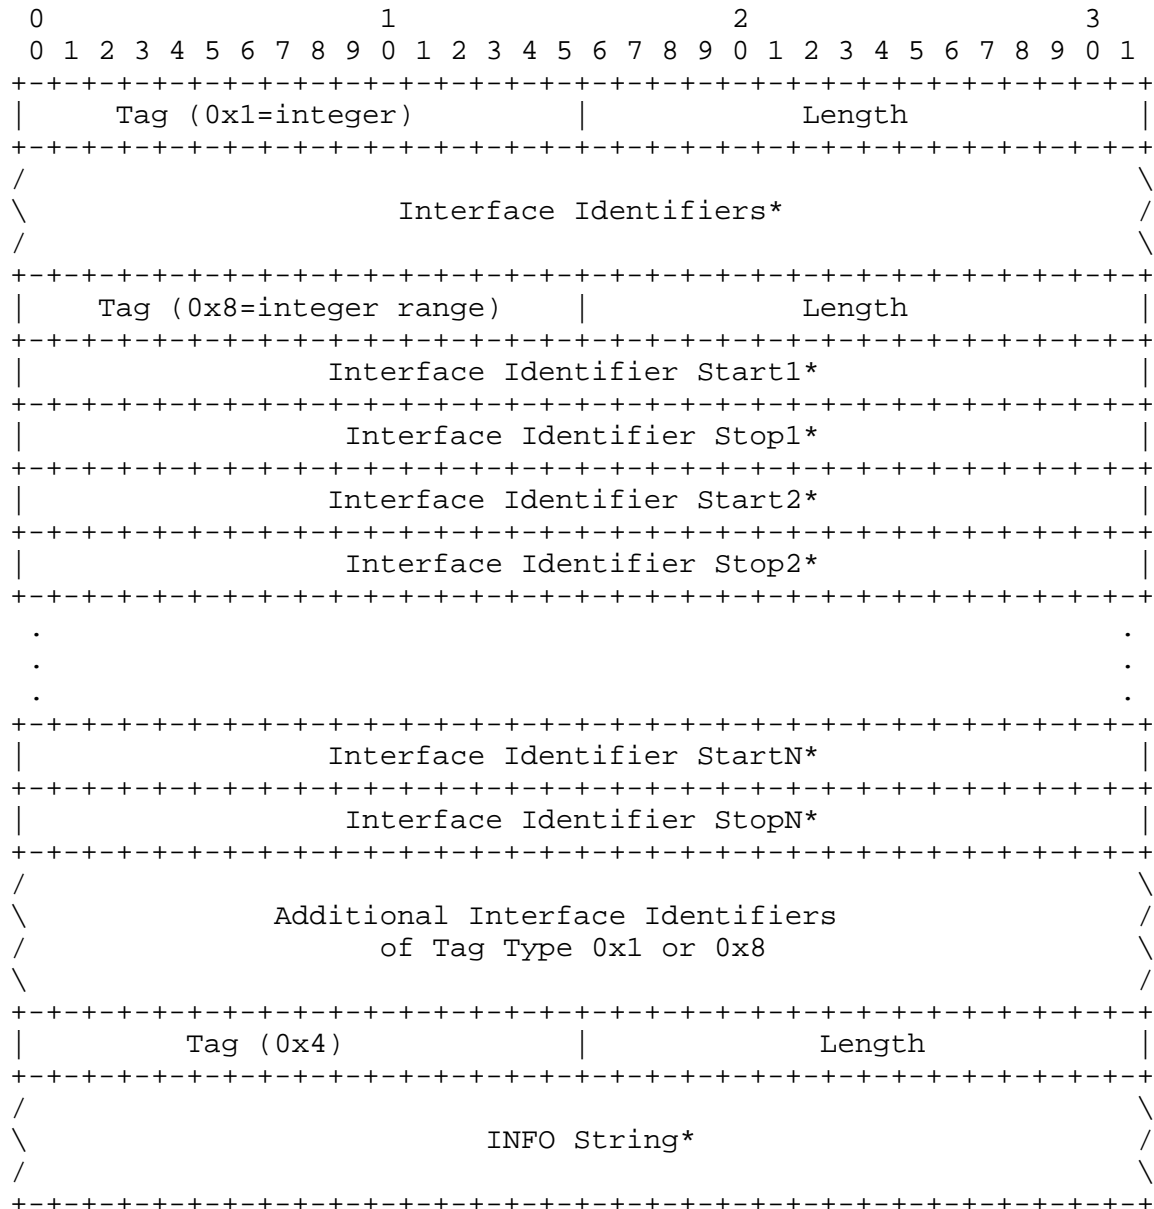 0                   1                   2                   3
 0 1 2 3 4 5 6 7 8 9 0 1 2 3 4 5 6 7 8 9 0 1 2 3 4 5 6 7 8 9 0 1
+-+-+-+-+-+-+-+-+-+-+-+-+-+-+-+-+-+-+-+-+-+-+-+-+-+-+-+-+-+-+-+-+
|     Tag (0x1=integer)         |            Length             |
+-+-+-+-+-+-+-+-+-+-+-+-+-+-+-+-+-+-+-+-+-+-+-+-+-+-+-+-+-+-+-+-+
/                                                               \
\                     Interface Identifiers*                    /
/                                                               \
+-+-+-+-+-+-+-+-+-+-+-+-+-+-+-+-+-+-+-+-+-+-+-+-+-+-+-+-+-+-+-+-+
|    Tag (0x8=integer range)    |            Length             |
+-+-+-+-+-+-+-+-+-+-+-+-+-+-+-+-+-+-+-+-+-+-+-+-+-+-+-+-+-+-+-+-+
|                 Interface Identifier Start1*                  |
+-+-+-+-+-+-+-+-+-+-+-+-+-+-+-+-+-+-+-+-+-+-+-+-+-+-+-+-+-+-+-+-+
|                  Interface Identifier Stop1*                  |
+-+-+-+-+-+-+-+-+-+-+-+-+-+-+-+-+-+-+-+-+-+-+-+-+-+-+-+-+-+-+-+-+
|                 Interface Identifier Start2*                  |
+-+-+-+-+-+-+-+-+-+-+-+-+-+-+-+-+-+-+-+-+-+-+-+-+-+-+-+-+-+-+-+-+
|                  Interface Identifier Stop2*                  |
+-+-+-+-+-+-+-+-+-+-+-+-+-+-+-+-+-+-+-+-+-+-+-+-+-+-+-+-+-+-+-+-+
 .                                                             .
 .                                                             .
 .                                                             .
+-+-+-+-+-+-+-+-+-+-+-+-+-+-+-+-+-+-+-+-+-+-+-+-+-+-+-+-+-+-+-+-+
|                 Interface Identifier StartN*                  |
+-+-+-+-+-+-+-+-+-+-+-+-+-+-+-+-+-+-+-+-+-+-+-+-+-+-+-+-+-+-+-+-+
|                  Interface Identifier StopN*                  |
+-+-+-+-+-+-+-+-+-+-+-+-+-+-+-+-+-+-+-+-+-+-+-+-+-+-+-+-+-+-+-+-+
/                                                               \
\              Additional Interface Identifiers                 /
/                    of Tag Type 0x1 or 0x8                     \
\                                                               /
+-+-+-+-+-+-+-+-+-+-+-+-+-+-+-+-+-+-+-+-+-+-+-+-+-+-+-+-+-+-+-+-+
|         Tag (0x4)             |             Length            |
+-+-+-+-+-+-+-+-+-+-+-+-+-+-+-+-+-+-+-+-+-+-+-+-+-+-+-+-+-+-+-+-+
/                                                               \
\                          INFO String*                         /
/                                                               \
+-+-+-+-+-+-+-+-+-+-+-+-+-+-+-+-+-+-+-+-+-+-+-+-+-+-+-+-+-+-+-+-+